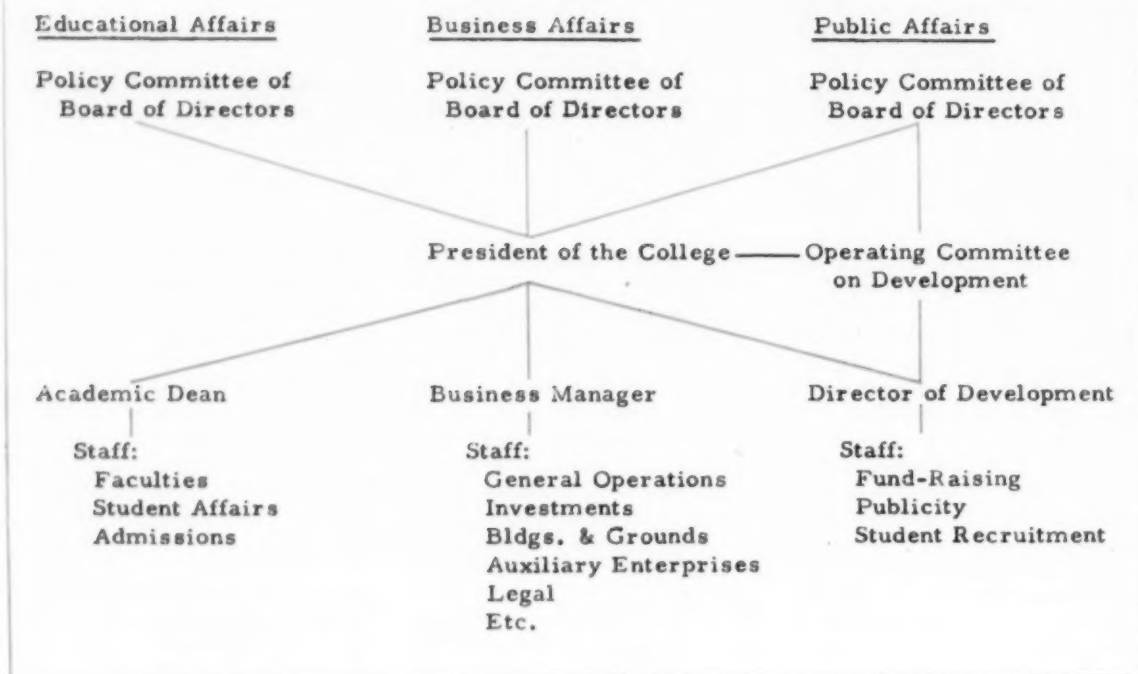 Educational Affairs
Business Affairs
Public Affairs
Policy Committee of
Board of Directors
Policy Committee of
Board of Directors
Policy Committee of
Board of Directors
President of the College
Operating Committee
on Development
Academic Dean
Business Manager
Director of Development
Staff:
Faculties
Student Affairs
Admissions
Staff:
General Operations
Investments
Bldgs. & Grounds
Auxiliary Enterprises
Legal
Etc.
Staff:
Fund-Raising
Publicity
Student Recruitment